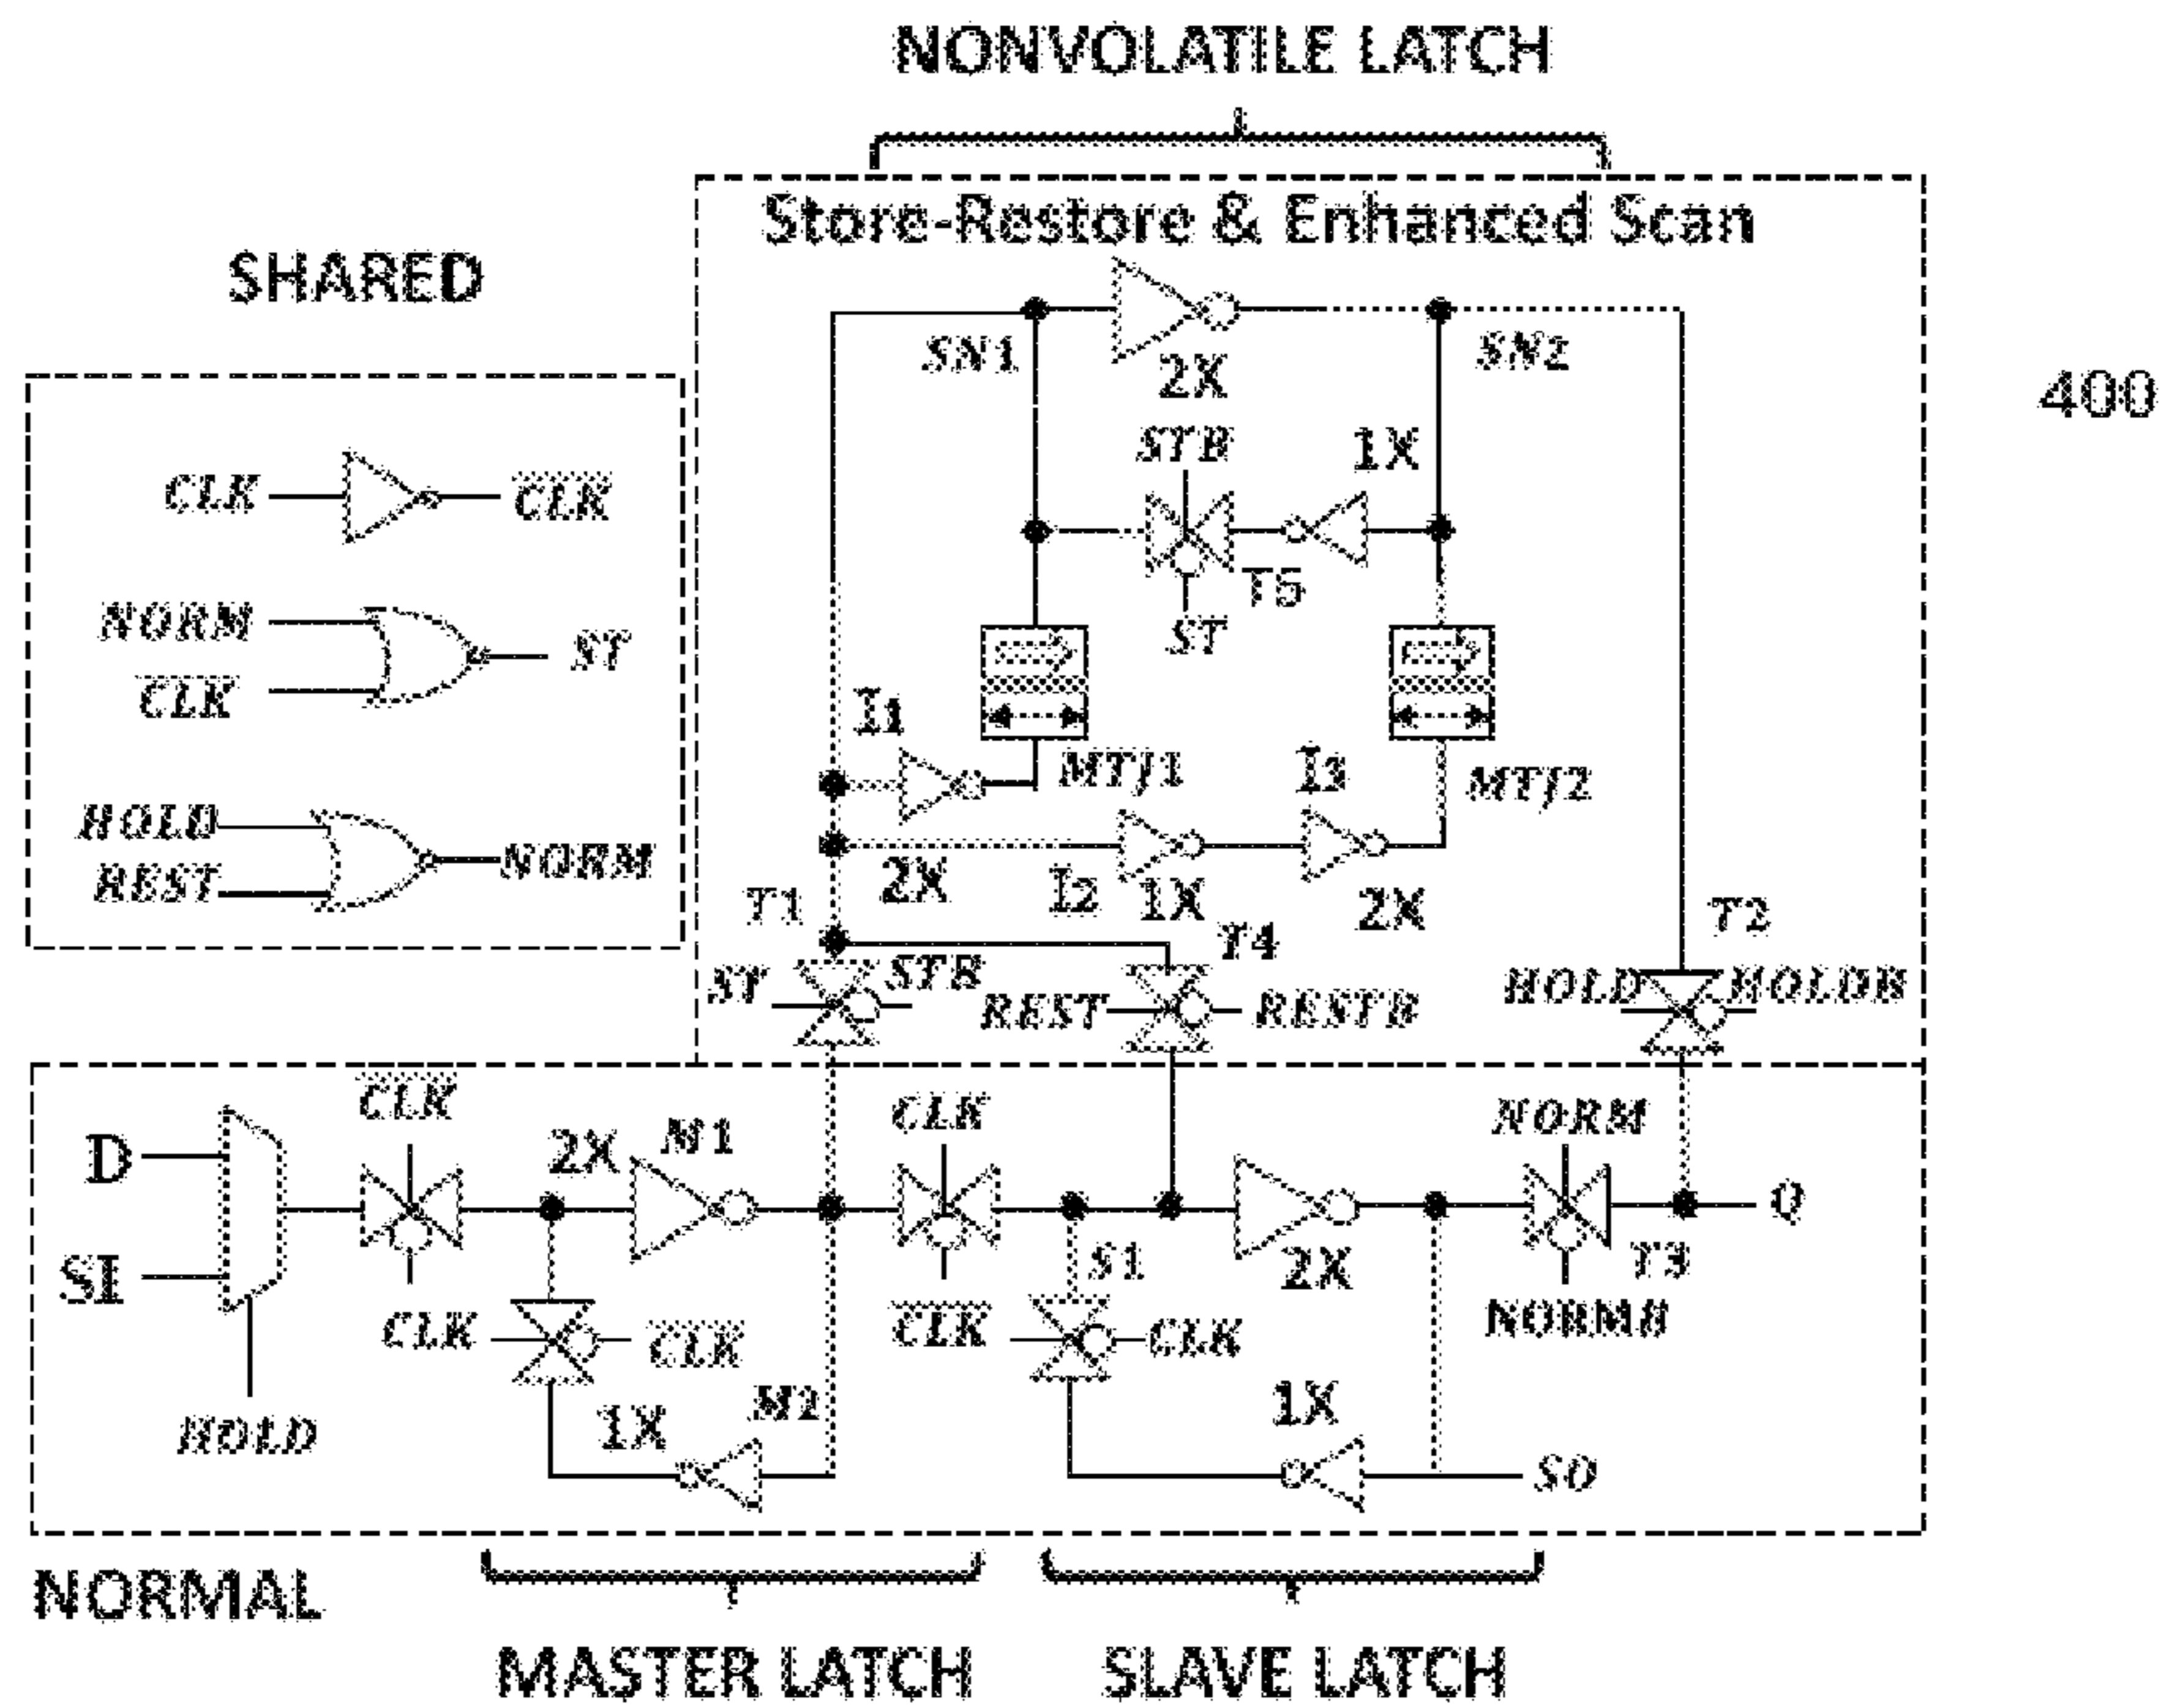 NONVOLATILE LATCH
Store-Restore & Enhanced Scan
SHARED
SN1
2X
SN2
400
STB
1X
CLK
CLK
T5
NORM
ST
ST
CLK
I1
MTJ1
I3
MTJ2
HOLD
NORM
REST
2X
I2
1X
2X
T1
T4
T2
ST
STB
REST
RESTB
HOLD
HOLDB
CLK
CLK
NORM
D
2X
M1
Q
SI
S1
2X
T3
CLK
CLK
CLK
CLK
NORMB
HOLD
1X
M2
1X
SO
NORMAL
MASTER LATCH
SLAVE LATCH